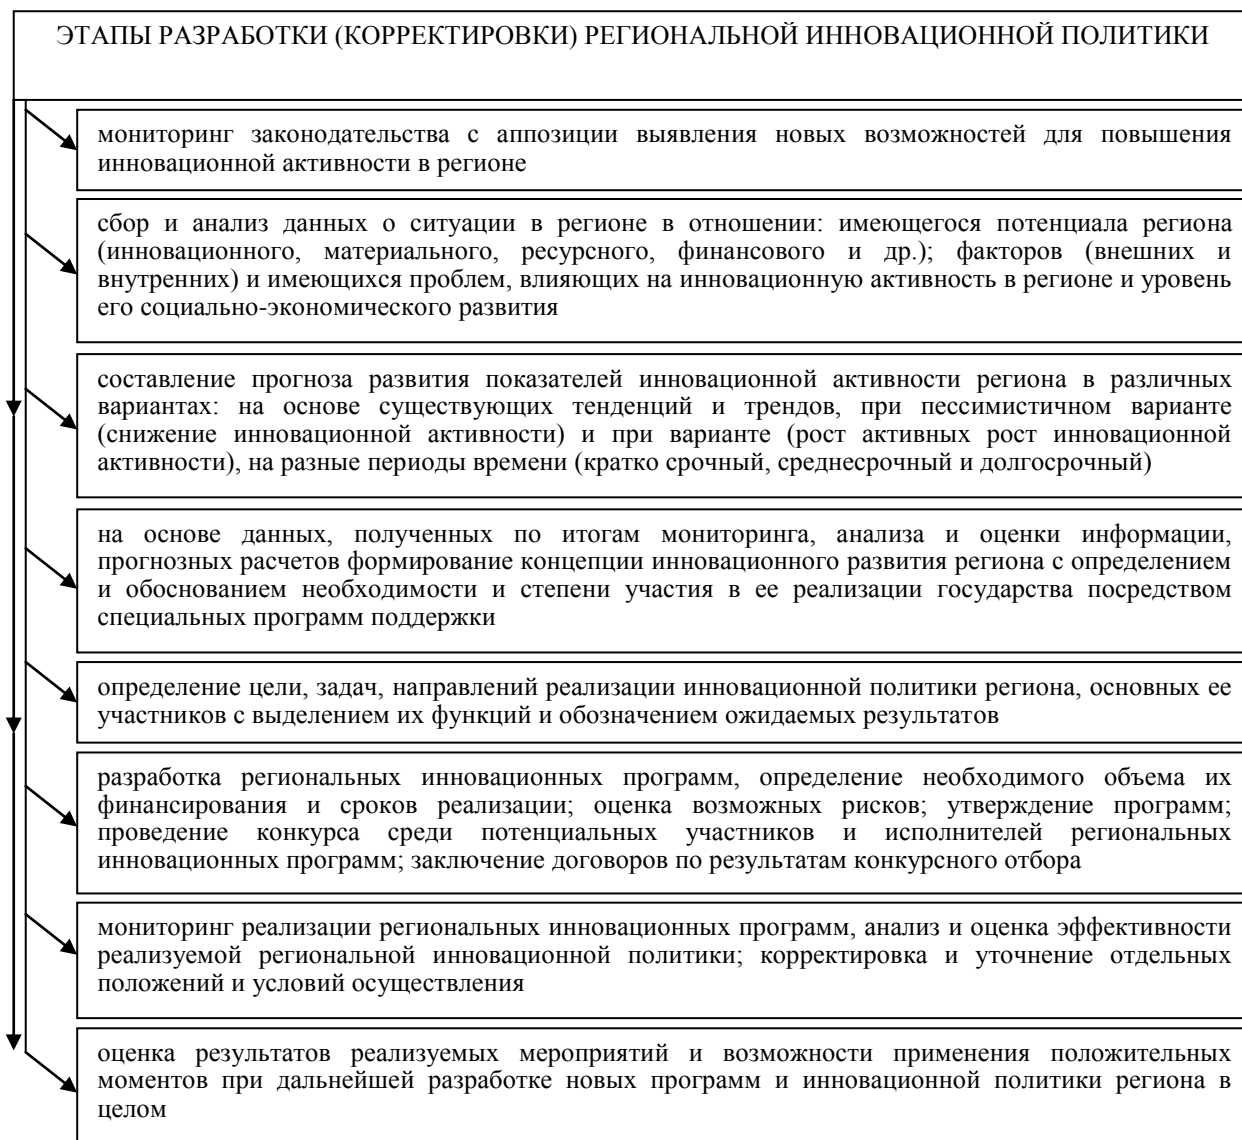 ЭТАПЫ РАЗРАБОТКИ (КОРРЕКТИРОВКИ) РЕГИОНАЛЬНОЙ ИННОВАЦИОННОЙ ПОЛИТИКИ
мониторинг законодательства с аппозиции выявления новых возможностей для повышения
инновационной активности в регионе
сбор и анализ данных о ситуации в регионе в отношении: имеющегося потенциала региона
(инновационного, материального, ресурсного, финансового и др.); факторов (внешних и
внутренних) и имеющихся проблем, влияющих на инновационную активность в регионе и уровень
его социально-экономического развития
составление прогноза развития показателей инновационной активности региона в различных
вариантах: на основе существующих тенденций и трендов, при пессимистичном варианте
(снижение инновационной активности) и при варианте (рост активных рост инновационной
активности), на разные периоды времени (кратко срочный, среднесрочный и долгосрочный)
на основе данных, полученных по итогам мониторинга, анализа и оценки информации,
прогнозных расчетов формирование концепции инновационного развития региона с определением
и обоснованием необходимости и степени участия в ее реализации государства посредством
специальных программ поддержки
определение цели, задач, направлений реализации инновационной политики региона, основных ее
участников с выделением их функций и обозначением ожидаемых результатов
разработка региональных инновационных программ, определение необходимого объема их
финансирования и сроков реализации; оценка возможных рисков; утверждение программ;
проведение конкурса среди потенциальных участников и исполнителей региональных
инновационных программ; заключение договоров по результатам конкурсного отбора
мониторинг реализации региональных инновационных программ, анализ и оценка эффективности
реализуемой региональной инновационной политики; корректировка и уточнение отдельных
положений и условий осуществления
оценка результатов реализуемых мероприятий и возможности применения положительных
моментов при дальнейшей разработке новых программ и инновационной политики региона в
целом